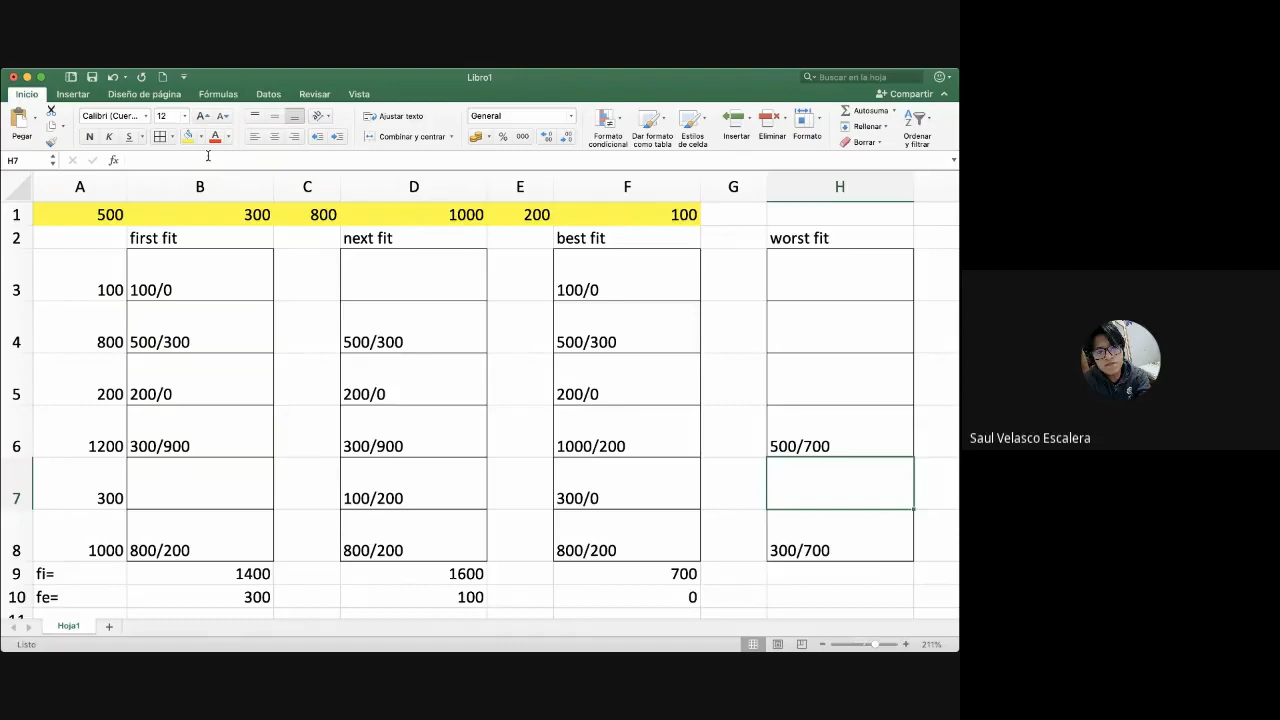 Libro1
Buscar en la hoja
Inicio Insertar Diseño de página Fórmulas Datos Revisar Vista Compartir
Pegar
Calibri (Cuer... 12 A A
N K S A
Ajustar texto
Combinar y centrar
General
% 000
Formato condicional
Dar formato como tabla
Estilos de celda
Insertar Eliminar Formato
Autosuma
Rellenar
Borrar
Ordenar y filtrar
H7 fx
A B C D E F G H
1 500 300 800 1000 200 100
2 first fit next fit best fit worst fit
3 100 100/0 100/0
4 800 500/300 500/300 500/300
5 200 200/0 200/0 200/0
6 1200 300/900 300/900 1000/200 500/700
7 300 100/200 300/0
8 1000 800/200 800/200 800/200 300/700
9 fi= 1400 1600 700
10 fe= 300 100 0
11
Hoja1 +
Listo 211%
Saul Velasco Escalera